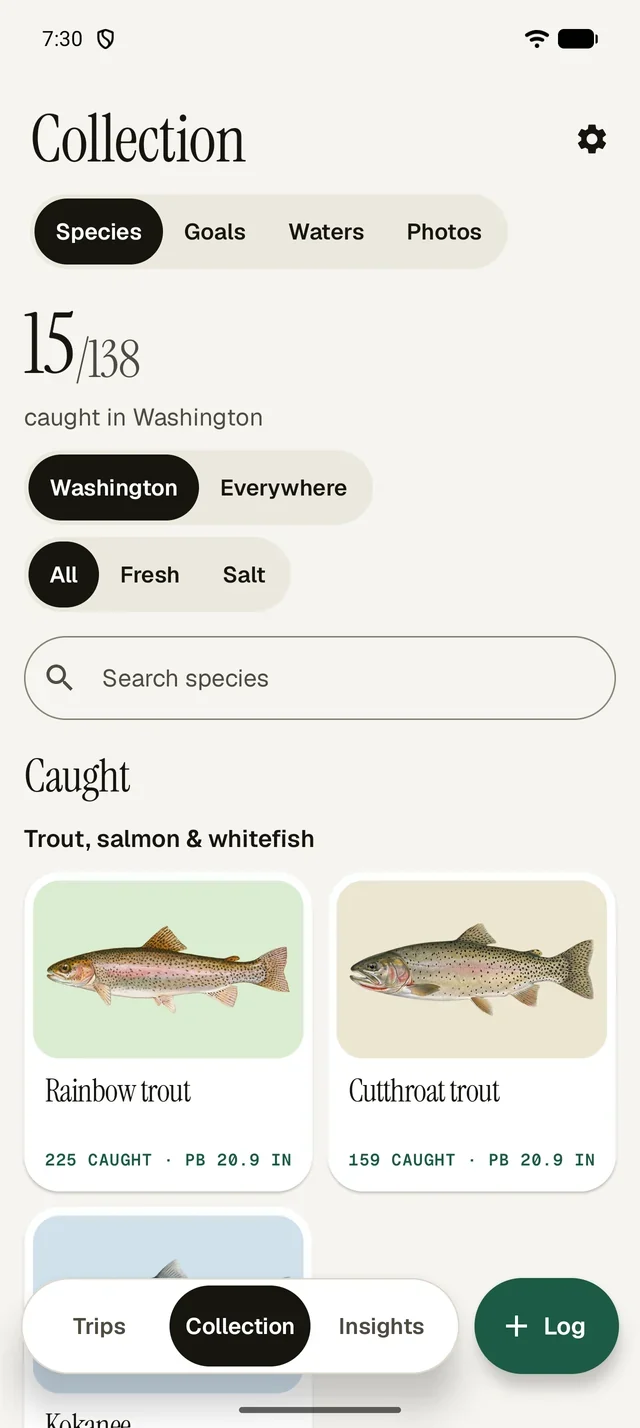 7:30
Collection
Species Goals Waters Photos
15/138
caught in Washington
Washington Everywhere
All Fresh Salt
Search species
Caught
Trout, salmon & whitefish
Rainbow trout Cutthroat trout
225 CAUGHT · PB 20.9 IN 159 CAUGHT · PB 20.9 IN
Trips Collection Insights + Log
Kokanee